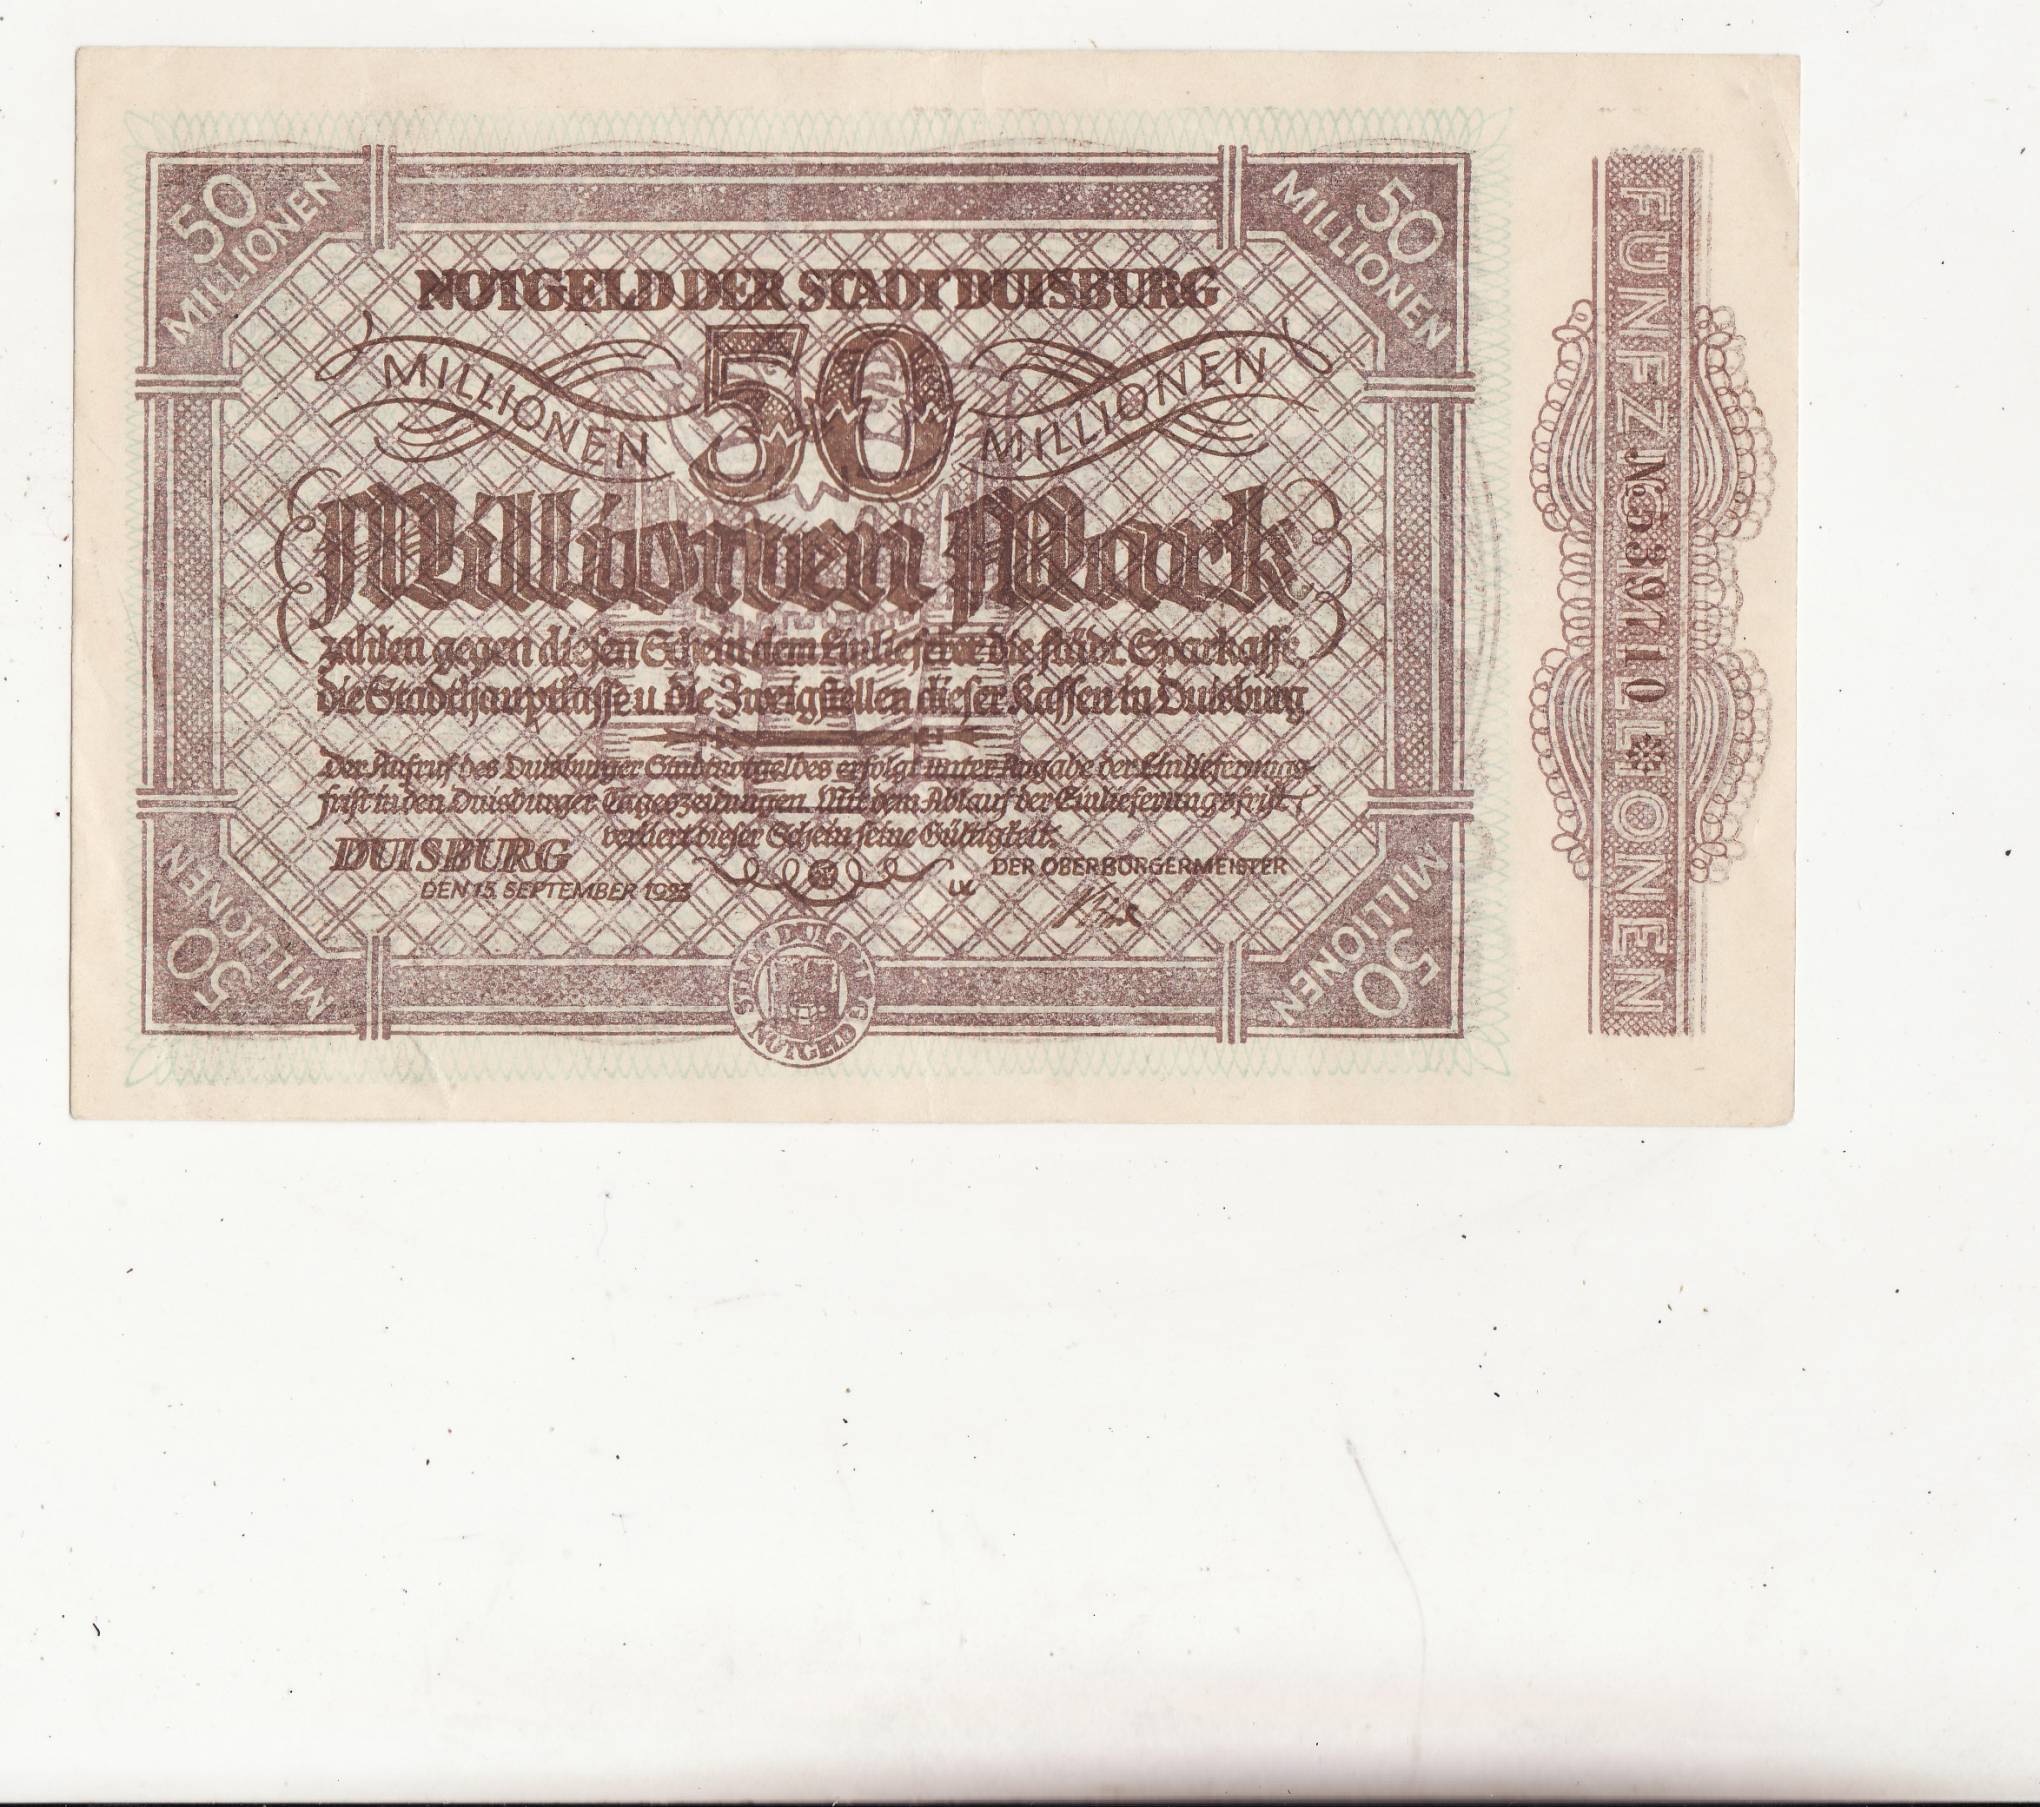 50
MILLIONEN
50
MILLIONEN
NOTGELD DER STADT DUISBURG
MILLIONEN 50 MILLIONEN
Millionen Mark
zahlen gegen diesen Schein dem Einlieferer die städt. Sparkasse
die Stadthauptkasse u. die Zweigstellen dieser Kassen in Duisburg
Der Aufruf des Duisburger Stadtnotgeldes erfolgt unter Angabe der Einlieferungs-
frist in den Duisburger Tageszeitungen. Mit dem Ablauf der Einlieferungsfrist
verliert dieser Schein seine Gültigkeit.
DUISBURG
DEN 15. SEPTEMBER 1923
DER OBERBÜRGERMEISTER
MILLIONEN
50
50
MILLIONEN
NOTGELD
FÜNFZIG MILLIONEN